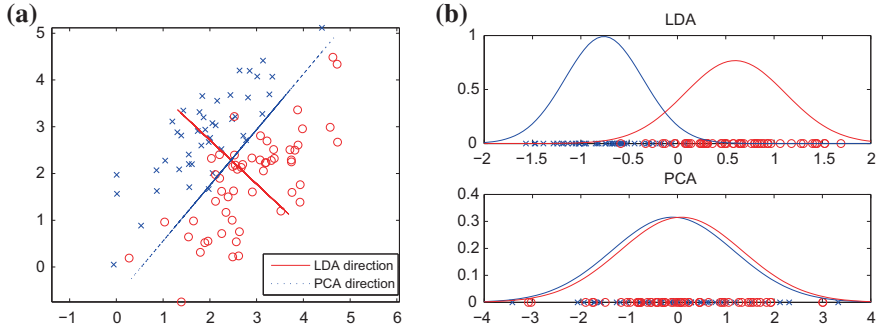 (a)
5
4
3
2
1
0
−1 0 1 2 3 4 5 6
LDA direction
PCA direction
(b)
LDA
1
0.5
0
−2 −1.5 −1 −0.5 0 0.5 1 1.5 2
PCA
0.4
0.3
0.2
0.1
0
−4 −3 −2 −1 0 1 2 3 4